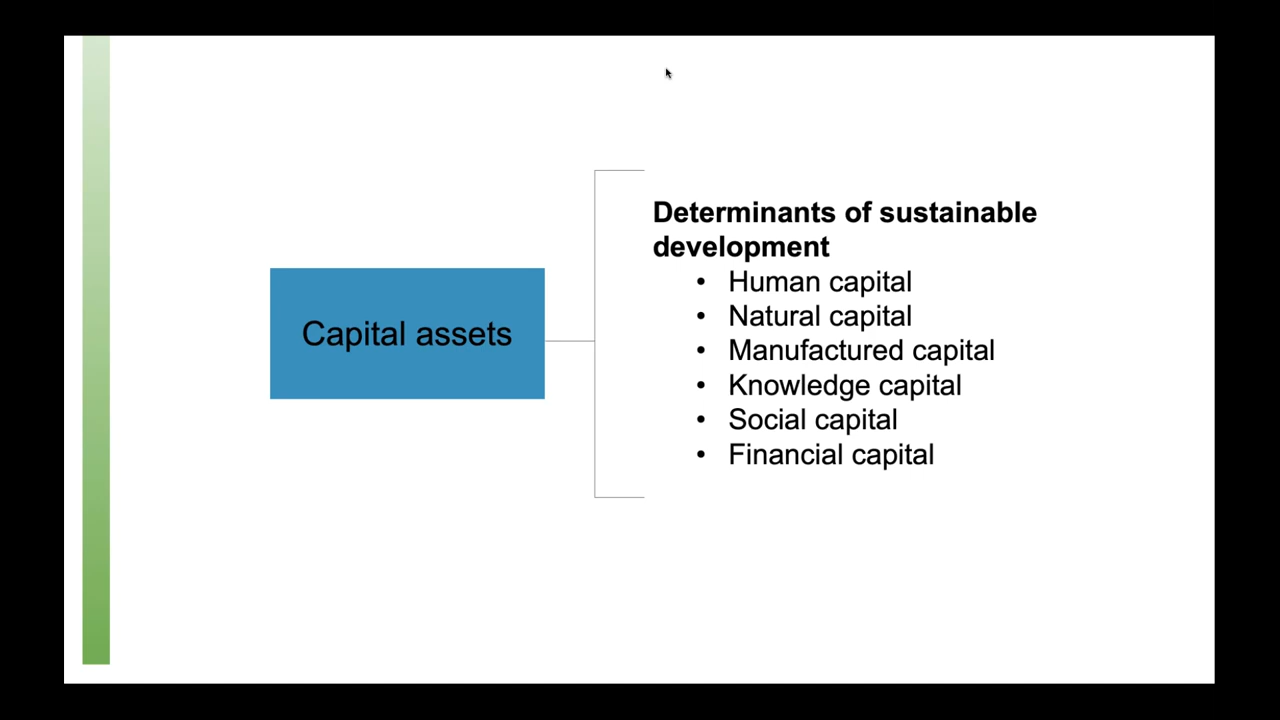 Capital assets
Determinants of sustainable
development
• Human capital
• Natural capital
• Manufactured capital
• Knowledge capital
• Social capital
• Financial capital